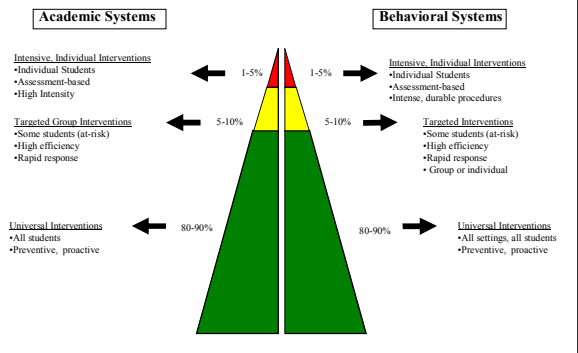 Academic Systems
Behavioral Systems
Intensive, Individual Interventions
•Individual Students
•Assessment-based
•High Intensity
1-5%
1-5%
Intensive, Individual Interventions
•Individual Students
•Assessment-based
•Intense, durable procedures
Targeted Group Interventions
•Some students (at-risk)
•High efficiency
•Rapid response
5-10%
5-10%
Targeted Interventions
•Some students (at-risk)
•High efficiency
•Rapid response
• Group or individual
Universal Interventions
•All students
•Preventive, proactive
80-90%
80-90%
Universal Interventions
•All settings, all students
•Preventive, proactive